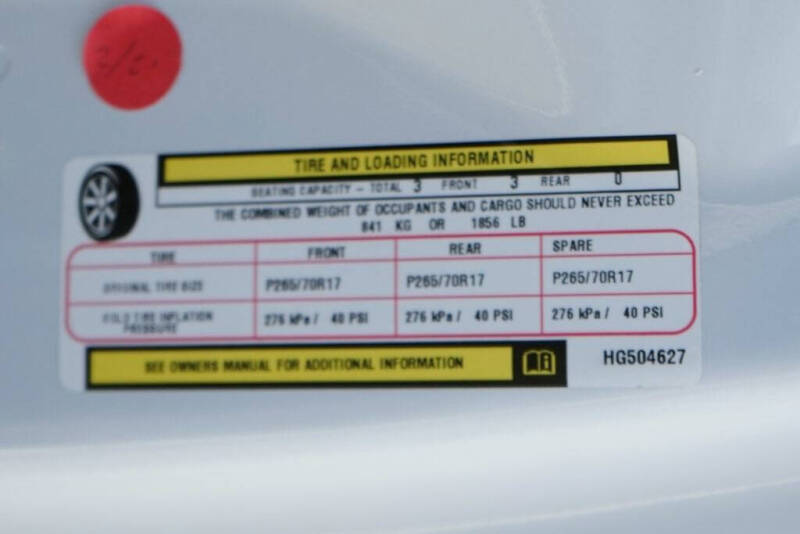 TIRE AND LOADING INFORMATION
SEATING CAPACITY - TOTAL 3 FRONT 3 REAR 0
THE COMBINED WEIGHT OF OCCUPANTS AND CARGO SHOULD NEVER EXCEED
841 KG OR 1856 LB
TIRE FRONT REAR SPARE
ORIGINAL TIRE SIZE P265/70R17 P265/70R17 P265/70R17
COLD TIRE INFLATION PRESSURE 276 kPa / 40 PSI 276 kPa / 40 PSI 276 kPa / 40 PSI
SEE OWNERS MANUAL FOR ADDITIONAL INFORMATION
HG504627